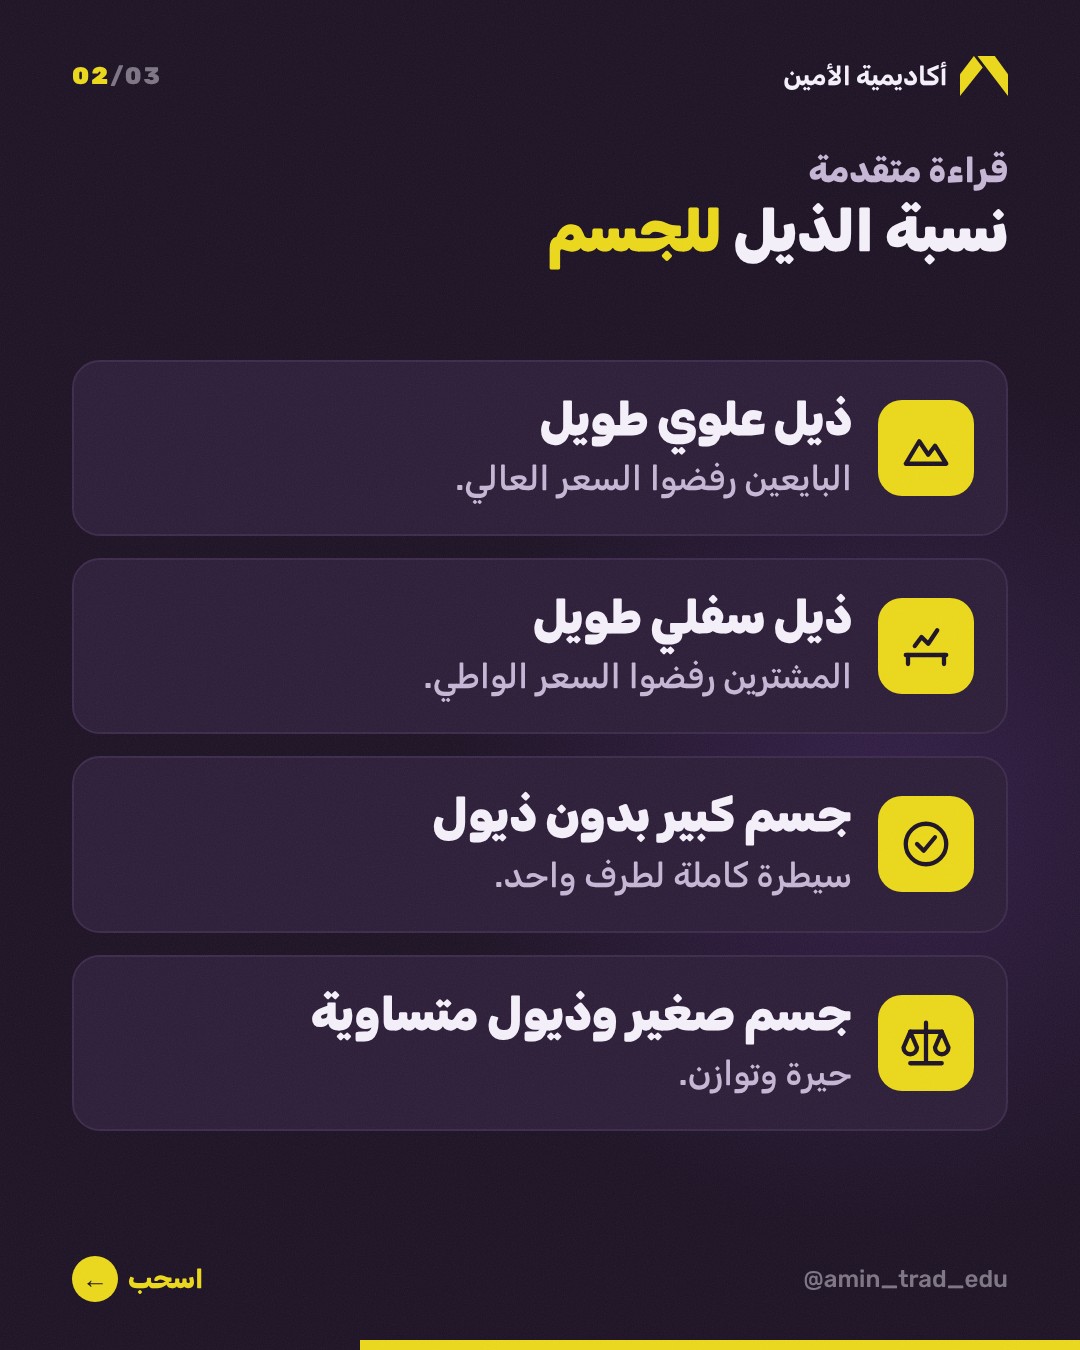 أكاديمية الأمين
02/03
قراءة متقدمة
نسبة الذيل للجسم
ذيل علوي طويل
البايعين رفضوا السعر العالي.
ذيل سفلي طويل
المشترين رفضوا السعر الواطي.
جسم كبير بدون ذيول
سيطرة كاملة لطرف واحد.
جسم صغير وذيول متساوية
حيرة وتوازن.
@amin_trad_edu
اسحب ←